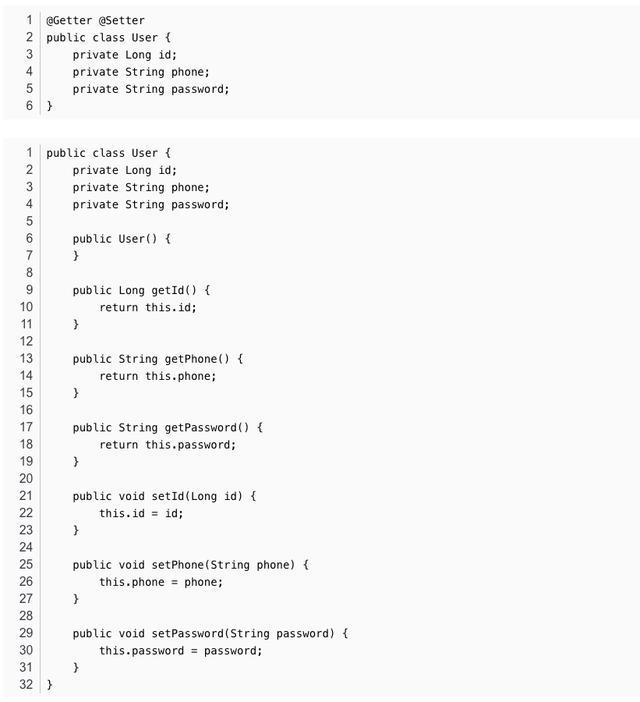 1 @Getter @Setter
2 public class User {
3     private Long id;
4     private String phone;
5     private String password;
6 }
1 public class User {
2     private Long id;
3     private String phone;
4     private String password;
5
6     public User() {
7     }
8
9     public Long getId() {
10         return this.id;
11     }
12
13     public String getPhone() {
14         return this.phone;
15     }
16
17     public String getPassword() {
18         return this.password;
19     }
20
21     public void setId(Long id) {
22         this.id = id;
23     }
24
25     public void setPhone(String phone) {
26         this.phone = phone;
27     }
28
29     public void setPassword(String password) {
30         this.password = password;
31     }
32 }